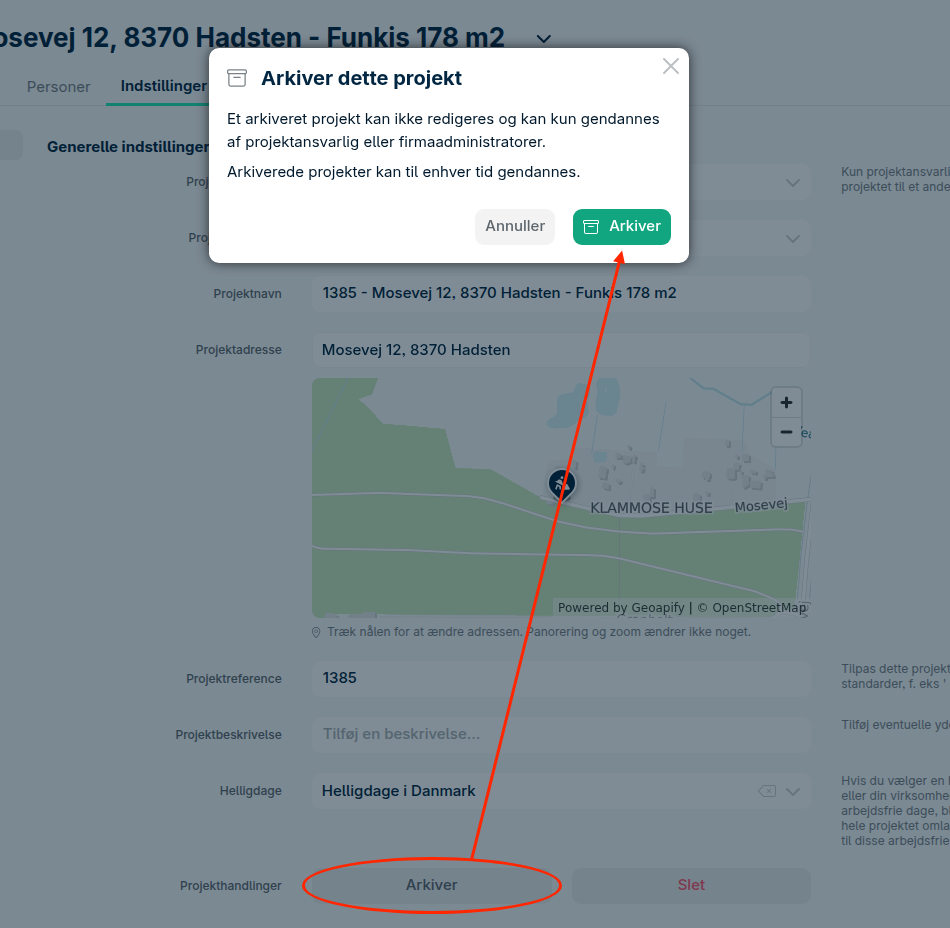 osevej 12, 8370 Hadsten - Funkis 178 m2
Personer
Indstillinger
Arkiver dette projekt
Et arkiveret projekt kan ikke redigeres og kan kun gendannes
af projektansvarlig eller firmaadministratorer.
Arkiverede projekter kan til enhver tid gendannes.
Annuller
Arkiver
Generelle indstillinger
Kun projektansvarli
projektet til et ande
Projektnavn
1385 - Mosevej 12, 8370 Hadsten - Funkis 178 m2
Projektadresse
Mosevej 12, 8370 Hadsten
+
−
KLAMMOSE HUSE
Mosevej
Powered by Geoapify | © OpenStreetMap
Træk nålen for at ændre adressen. Panorering og zoom ændrer ikke noget.
Projektreference
1385
Tilpas dette projekt
standarder, f. eks '
Projektbeskrivelse
Tilføj en beskrivelse...
Tilføj eventuelle yd
Helligdage
Helligdage i Danmark
Hvis du vælger en
eller din virksomhe
arbejdsfrie dage, bl
hele projektet omla
til disse arbejdsfrie
Projekthandlinger
Arkiver
Slet